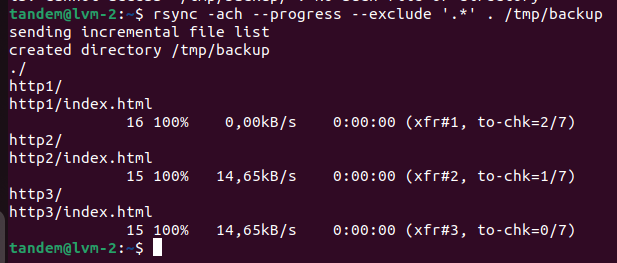 tandem@lvm-2:~$ rsync -ach --progress --exclude '.*' . /tmp/backup
sending incremental file list
created directory /tmp/backup
./
http1/
http1/index.html
             16 100%    0,00kB/s    0:00:00 (xfr#1, to-chk=2/7)
http2/
http2/index.html
             15 100%   14,65kB/s    0:00:00 (xfr#2, to-chk=1/7)
http3/
http3/index.html
             15 100%   14,65kB/s    0:00:00 (xfr#3, to-chk=0/7)
tandem@lvm-2:~$